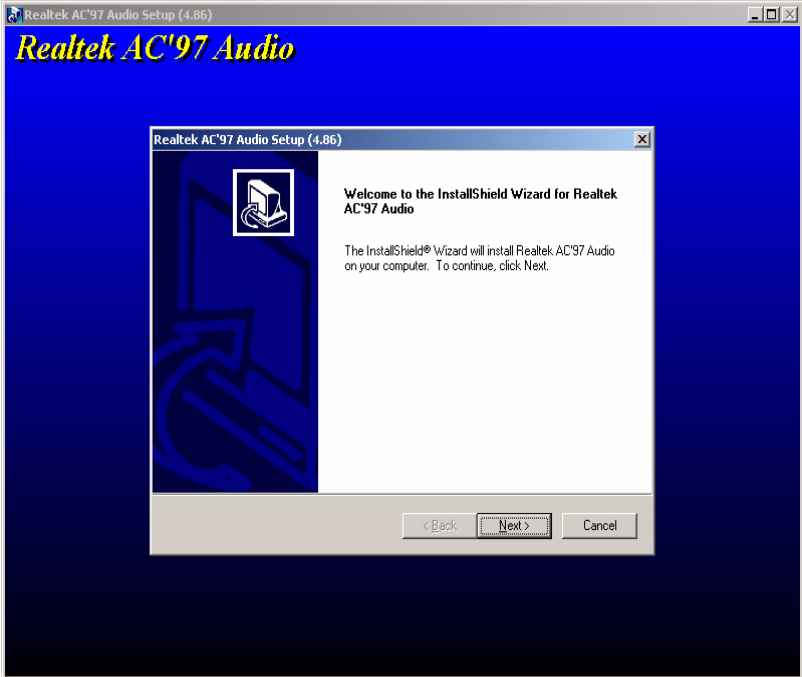 Realtek AC'97 Audio Setup (4.86)
Realtek AC'97 Audio
Realtek AC'97 Audio Setup (4.86)
Welcome to the InstallShield Wizard for Realtek
AC'97 Audio
The InstallShield® Wizard will install Realtek AC'97 Audio
on your computer.  To continue, click Next.
< Back
Next >
Cancel